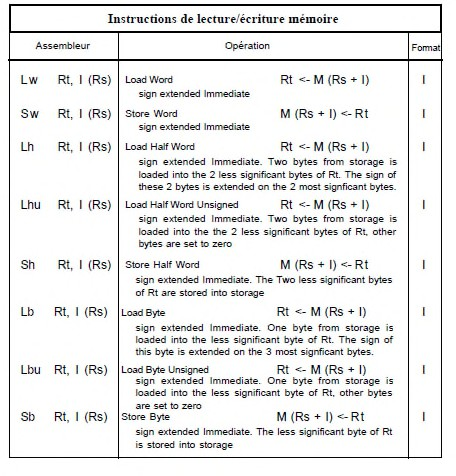 Instructions de lecture/écriture mémoire
Assembleur Opération Format
Lw Rt, I (Rs) Load Word Rt <- M (Rs + I) I
sign extended Immediate
Sw Rt, I (Rs) Store Word M (Rs + I) <- Rt I
sign extended Immediate
Lh Rt, I (Rs) Load Half Word Rt <- M (Rs + I) I
sign extended Immediate. Two bytes from storage is
loaded into the 2 less significant bytes of Rt. The sign of
these 2 bytes is extended on the 2 most signficant bytes.
Lhu Rt, I (Rs) Load Half Word Unsigned Rt <- M (Rs + I) I
sign extended Immediate. Two bytes from storage is
loaded into the the 2 less significant bytes of Rt, other
bytes are set to zero
Sh Rt, I (Rs) Store Half Word M (Rs + I) <- Rt I
sign extended Immediate. The Two less significant bytes
of Rt are stored into storage
Lb Rt, I (Rs) Load Byte Rt <- M (Rs + I) I
sign extended Immediate. One byte from storage is
loaded into the less significant byte of Rt. The sign of
this byte is extended on the 3 most signficant bytes.
Lbu Rt, I (Rs) Load Byte Unsigned Rt <- M (Rs + I) I
sign extended Immediate. One byte from storage is
loaded into the less significant byte of Rt, other bytes
are set to zero
Sb Rt, I (Rs) Store Byte M (Rs + I) <- Rt I
sign extended Immediate. The less significant byte of Rt
is stored into storage